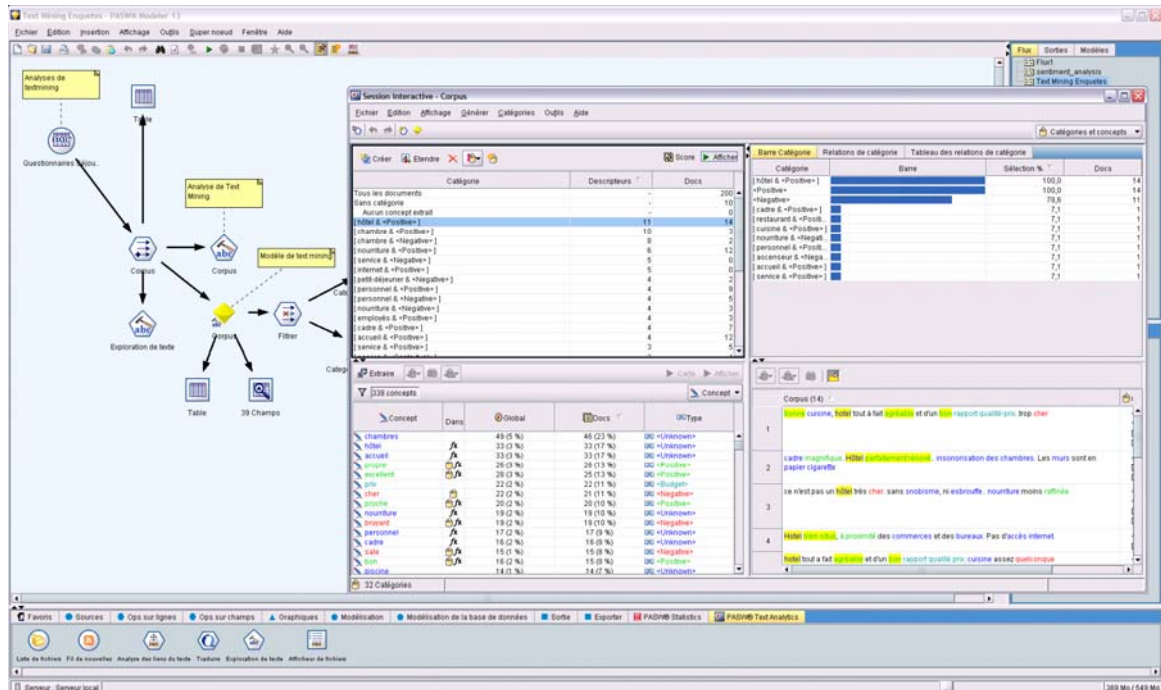 Text Mining Enquetes - PASW® Modeler 13
Fichier Edition Insertion Affichage Outils Super noeud Fenêtre Aide
Flux Sorties Modèles
Flux1
sentiment_analysis
Text Mining Enquetes
Analyses de textmining
Table
Questionnaires
Analyse de Text Mining
Corpus
Corpus
Modèle de text mining
Corpus
Filtrer
Exploration de texte
Table
39 Champs
Session Interactive - Corpus
Fichier Edition Affichage Générer Catégories Outils Aide
Catégories et concepts
Créer Etendre Score Afficher
Catégorie Descripteurs Docs
Tous les documents - 200
Sans catégorie - 10
Aucun concept extrait - 0
[ hôtel & <Positive> ] 11 14
[ chambre & <Positive> ] 10 3
[ chambre & <Negative> ] 8 2
[ nourriture & <Positive> ] 6 12
[ service & <Negative> ] 5 0
[ internet & <Positive> ] 5 0
[ petit-déjeuner & <Negative> ] 4 2
[ personnel & <Positive> ] 4 8
[ personnel & <Negative> ] 4 5
[ nourriture & <Negative> ] 4 3
[ employés & <Positive> ] 4 3
[ cadre & <Positive> ] 4 7
[ accueil & <Positive> ] 4 12
[ service & <Positive> ] 3 5
Barre Catégorie Relations de catégorie Tableau des relations de catégorie
Catégorie Barre Sélection % Docs
[ hôtel & <Positive> ] 100,0 14
<Positive> 100,0 14
<Negative> 78,6 11
[ cadre & <Positive> ] 7,1 1
[ restaurant & <Positi... 7,1 1
[ cuisine & <Positive> ] 7,1 1
[ nourriture & <Negati... 7,1 1
[ personnel & <Positi... 7,1 1
[ ascenseur & <Nega... 7,1 1
[ accueil & <Positive> ] 7,1 1
[ service & <Positive> ] 7,1 1
Extraire Carte Afficher
338 concepts Concept
Concept Dans Global Docs Type
chambres 49 (5 %) 46 (23 %) <Unknown>
hôtel fx 33 (3 %) 33 (17 %) <Unknown>
accueil fx 33 (3 %) 33 (17 %) <Unknown>
propre fx 26 (3 %) 26 (13 %) <Positive>
excellent fx 26 (3 %) 25 (13 %) <Positive>
prix 22 (2 %) 22 (11 %) <Budget>
cher 22 (2 %) 21 (11 %) <Negative>
proche fx 20 (2 %) 20 (10 %) <Positive>
nourriture fx 19 (2 %) 19 (10 %) <Unknown>
bruyant fx 19 (2 %) 19 (10 %) <Negative>
personnel fx 17 (2 %) 17 (9 %) <Unknown>
cadre fx 16 (2 %) 16 (8 %) <Unknown>
sale fx 15 (1 %) 15 (8 %) <Negative>
bon fx 16 (2 %) 15 (8 %) <Positive>
piscine 14 (1 %) 14 (7 %) <Unknown>
32 Catégories
Corpus (14)
1 bonne cuisine, hotel tout à fait agréable et d'un bon rapport qualité-prix. trop cher
2 cadre magnifique. Hôtel parfaitement rénové. insonorisation des chambres. Les murs sont en
papier cigarette
3 ce n'est pas un hôtel très cher. sans snobisme, ni esbrouffe. nourriture moins raffinée
4 Hotel bien situé, à proximité des commerces et des bureaux. Pas d'accès internet
hotel tout a fait agréable et d'un bon rapport qualité prix. cuisine assez quelconque
Favoris Sources Ops sur lignes Ops sur champs Graphiques Modélisation Modélisation de la base de données Sortie Exporter PASW® Statistics PASW® Text Analytics
Liste de fichiers Fil de nouvelles Analyse des liens du texte Traduire Exploration de texte Afficheur de fichiers
Serveur : Serveur local 389 Mo / 549 Mo